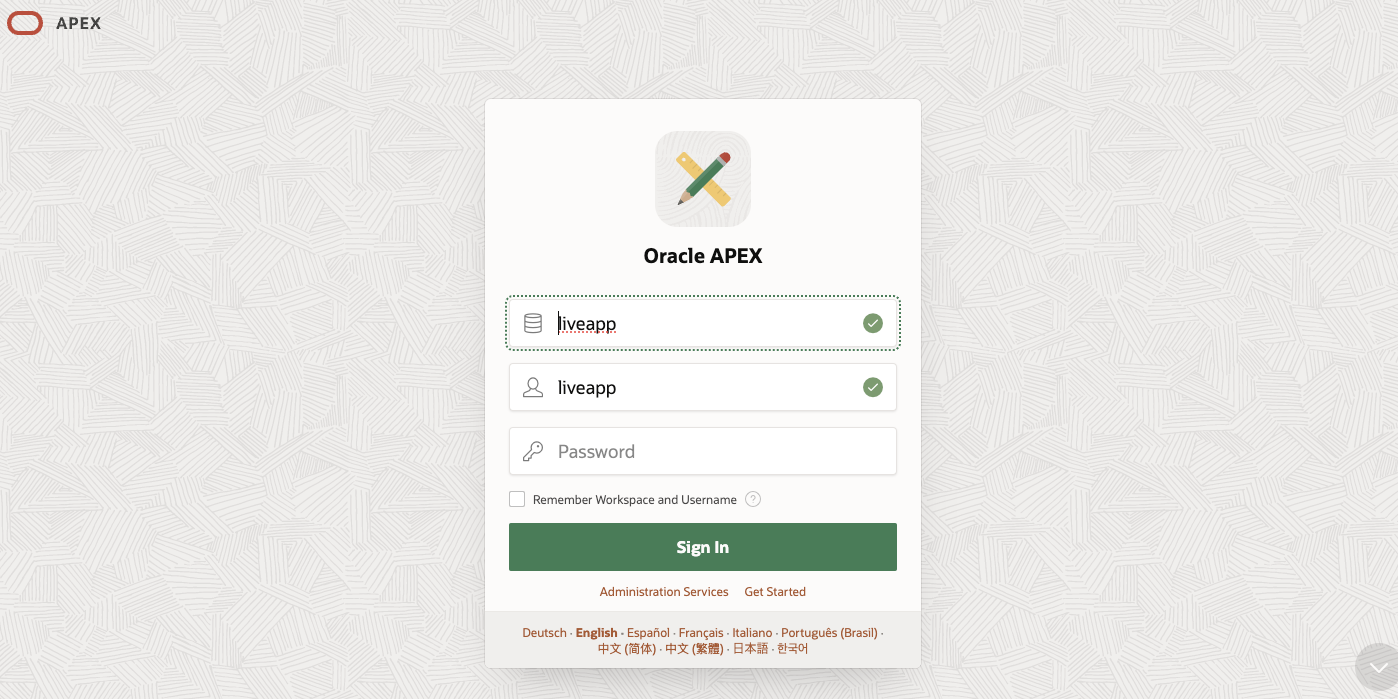 APEX
Oracle APEX
liveapp
liveapp
Password
Remember Workspace and Username ?
Sign In
Administration Services Get Started
Deutsch · English · Español · Français · Italiano · Português (Brasil) ·
中文 (简体) · 中文 (繁體) · 日本語 · 한국어